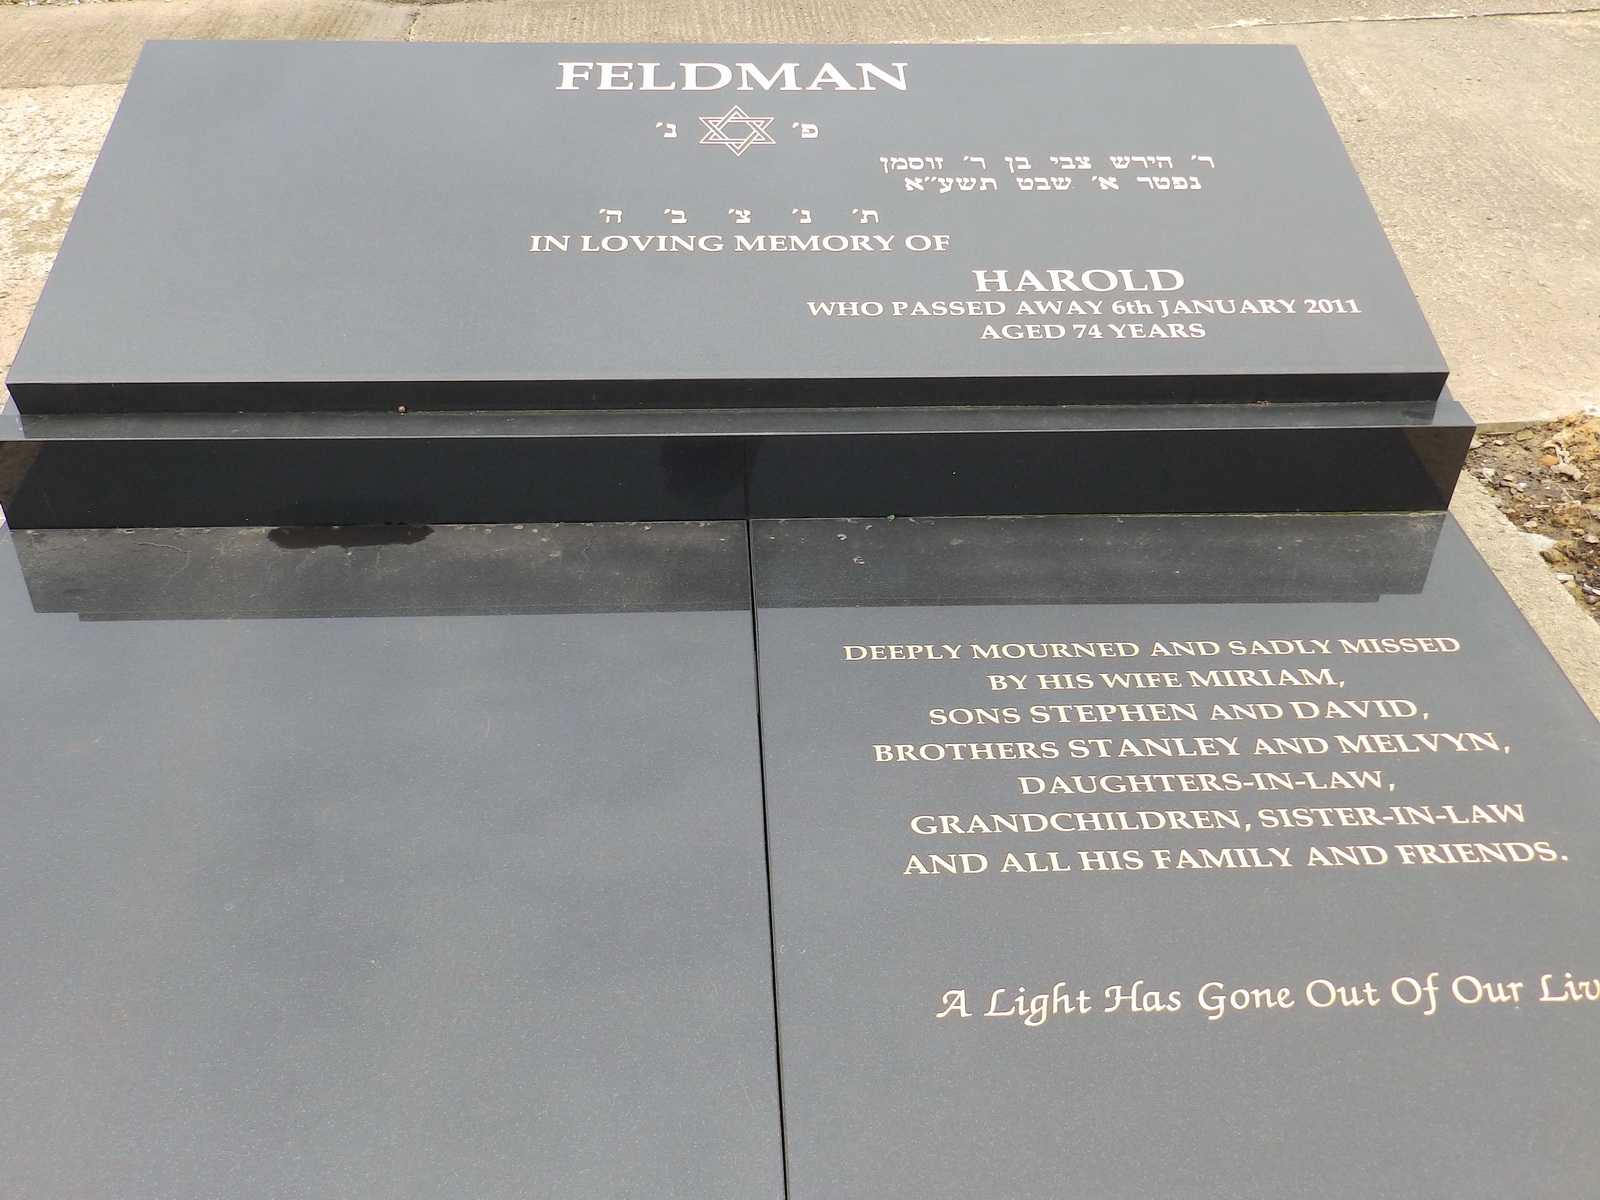 FELDMAN
פ׳ נ׳
ר׳ הירש צבי בן ר׳ זוסמן
נפטר א׳ שבט תשע״א
ת׳ נ׳ צ׳ ב׳ ה׳
IN LOVING MEMORY OF
HAROLD
WHO PASSED AWAY 6th JANUARY 2011
AGED 74 YEARS
DEEPLY MOURNED AND SADLY MISSED
BY HIS WIFE MIRIAM,
SONS STEPHEN AND DAVID,
BROTHERS STANLEY AND MELVYN,
DAUGHTERS-IN-LAW,
GRANDCHILDREN, SISTER-IN-LAW
AND ALL HIS FAMILY AND FRIENDS.
A Light Has Gone Out Of Our